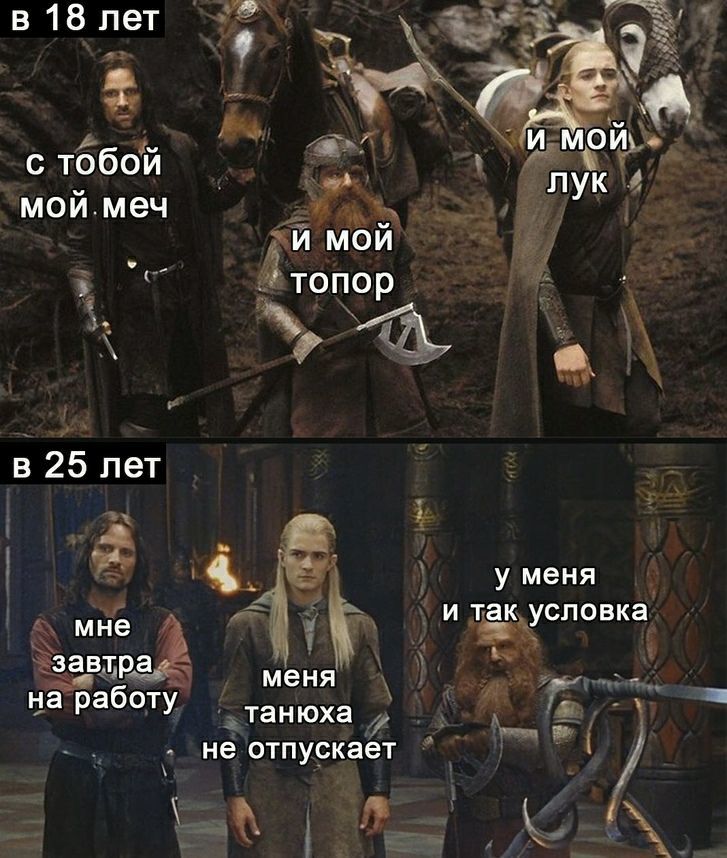 в 18 лет
с тобой
мой меч
и мой
топор
и мой
лук
в 25 лет
мне
завтра
на работу
меня
танюха
не отпускает
у меня
и так условка